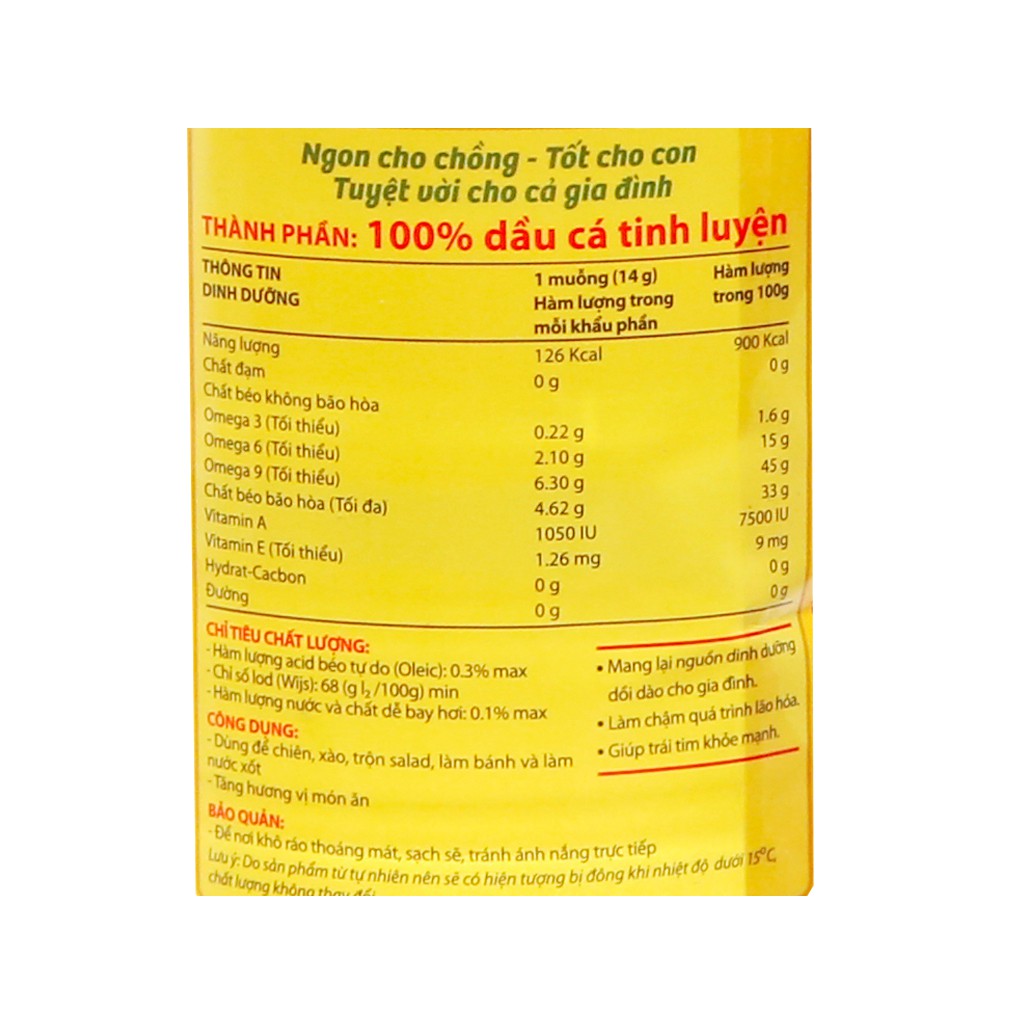 Ngon cho chồng - Tốt cho con
Tuyệt vời cho cả gia đình
THÀNH PHẦN: 100% dầu cá tinh luyện
THÔNG TIN DINH DƯỠNG
1 muỗng (14 g) Hàm lượng trong mỗi khẩu phần
Hàm lượng trong 100g
Năng lượng 126 Kcal 900 Kcal
Chất đạm 0 g 0 g
Chất béo không bão hòa
Omega 3 (Tối thiểu) 0.22 g 1.6 g
Omega 6 (Tối thiểu) 2.10 g 15 g
Omega 9 (Tối thiểu) 6.30 g 45 g
Chất béo bão hòa (Tối đa) 4.62 g 33 g
Vitamin A 1050 IU 7500 IU
Vitamin E (Tối thiểu) 1.26 mg 9 mg
Hydrat-Cacbon 0 g 0 g
Đường 0 g 0 g
CHỈ TIÊU CHẤT LƯỢNG:
- Hàm lượng acid béo tự do (Oleic): 0.3% max
- Chỉ số Iod (Wijs): 68 (g I₂ /100g) min
- Hàm lượng nước và chất dễ bay hơi: 0.1% max
CÔNG DỤNG:
- Dùng để chiên, xào, trộn salad, làm bánh và làm
nước xốt
- Tăng hương vị món ăn
• Mang lại nguồn dinh dưỡng
dồi dào cho gia đình.
• Làm chậm quá trình lão hóa.
• Giúp trái tim khỏe mạnh.
BẢO QUẢN:
- Để nơi khô ráo thoáng mát, sạch sẽ, tránh ánh nắng trực tiếp
Lưu ý: Do sản phẩm từ tự nhiên nên sẽ có hiện tượng bị đông khi nhiệt độ dưới 15°C,
chất lượng không thay đổi